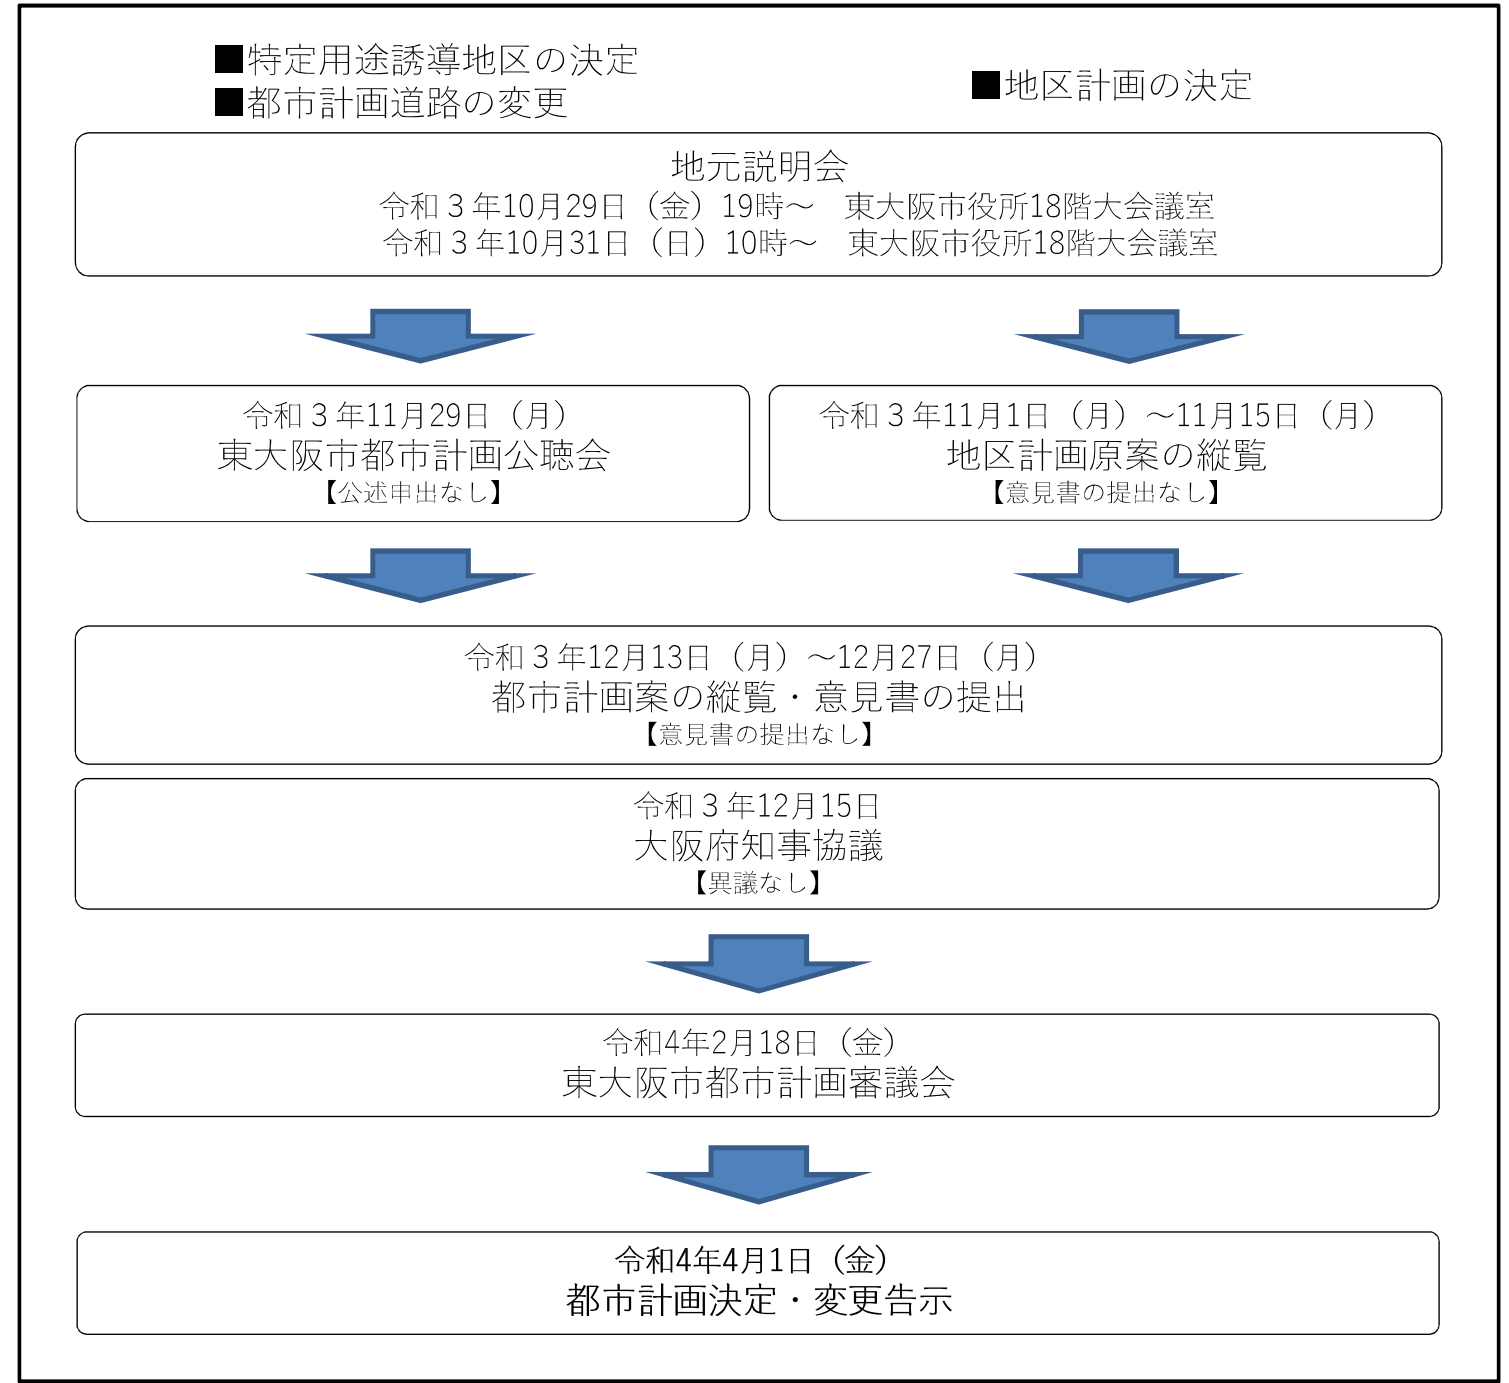 ■特定用途誘導地区の決定
■都市計画道路の変更
■地区計画の決定
地元説明会
令和３年10月29日（金）19時～　東大阪市役所18階大会議室
令和３年10月31日（日）10時～　東大阪市役所18階大会議室
令和３年11月29日（月）
東大阪市都市計画公聴会
【公述申出なし】
令和３年11月1日（月）～11月15日（月）
地区計画原案の縦覧
【意見書の提出なし】
令和３年12月13日（月）～12月27日（月）
都市計画案の縦覧・意見書の提出
【意見書の提出なし】
令和３年12月15日
大阪府知事協議
【異議なし】
令和4年2月18日（金）
東大阪市都市計画審議会
令和4年4月1日（金）
都市計画決定・変更告示